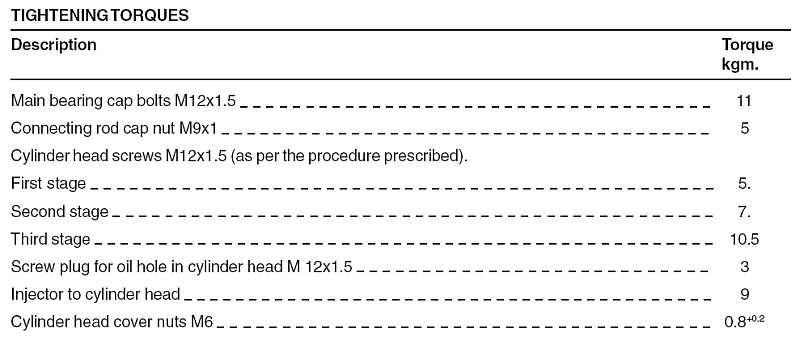 TIGHTENING TORQUES
Description Torque
kgm.
Main bearing cap bolts M12x1.5 11
Connecting rod cap nut M9x1 5
Cylinder head screws M12x1.5 (as per the procedure prescribed).
First stage 5.
Second stage 7.
Third stage 10.5
Screw plug for oil hole in cylinder head M 12x1.5 3
Injector to cylinder head 9
Cylinder head cover nuts M6 0.8+0.2